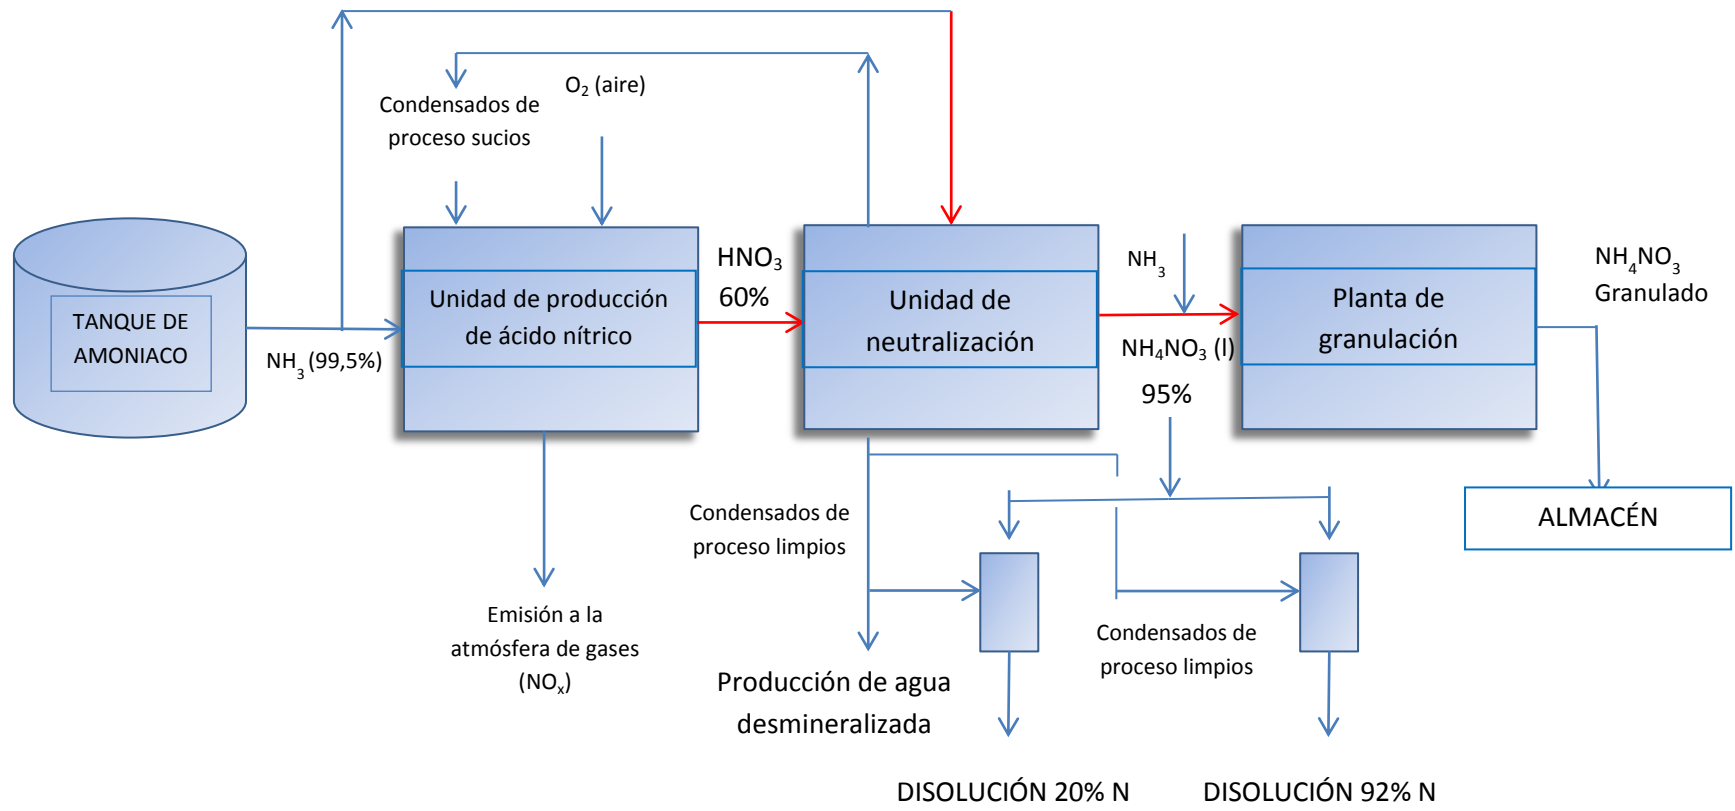 O₂ (aire)
Condensados de
proceso sucios
TANQUE DE
AMONIACO
NH₃ (99,5%)
Unidad de producción
de ácido nítrico
HNO₃
60%
Unidad de
neutralización
NH₃
NH₄NO₃ (l)
95%
Planta de
granulación
NH₄NO₃
Granulado
ALMACÉN
Condensados de
proceso limpios
Emisión a la
atmósfera de gases
(NOₓ)
Producción de agua
desmineralizada
Condensados de
proceso limpios
DISOLUCIÓN 20% N
DISOLUCIÓN 92% N